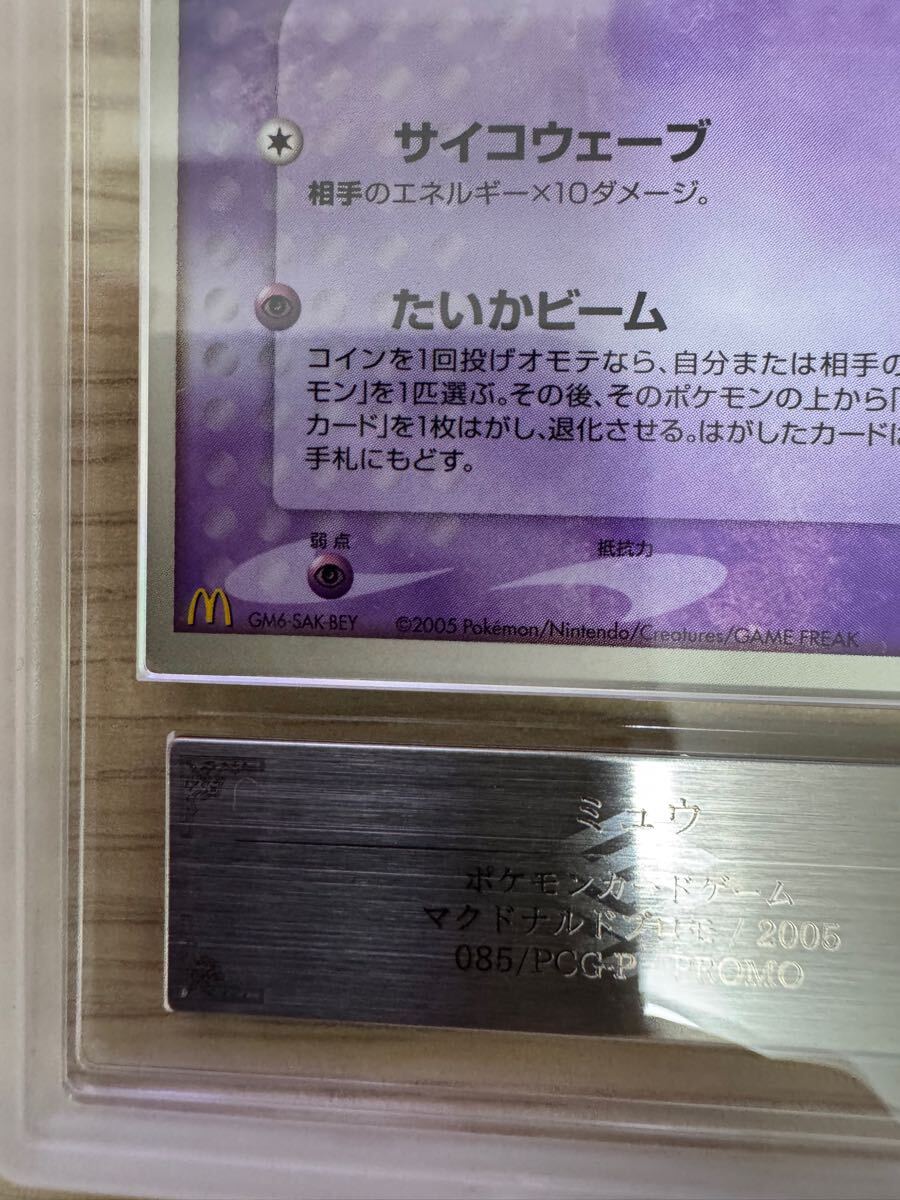 サイコウェーブ
相手のエネルギー×10ダメージ。
たいかビーム
コインを1回投げオモテなら、自分または相手の
モン」を1匹選ぶ。その後、そのポケモンの上から「
カード」を1枚はがし、退化させる。はがしたカードは
手札にもどす。
弱点 抵抗力
GM6-SAK-BEY ©2005 Pokémon/Nintendo/Creatures/GAME FREAK
ミュウ
ポケモンカードゲーム
マクドナルドプロモ / 2005
085/PCG-P PROMO